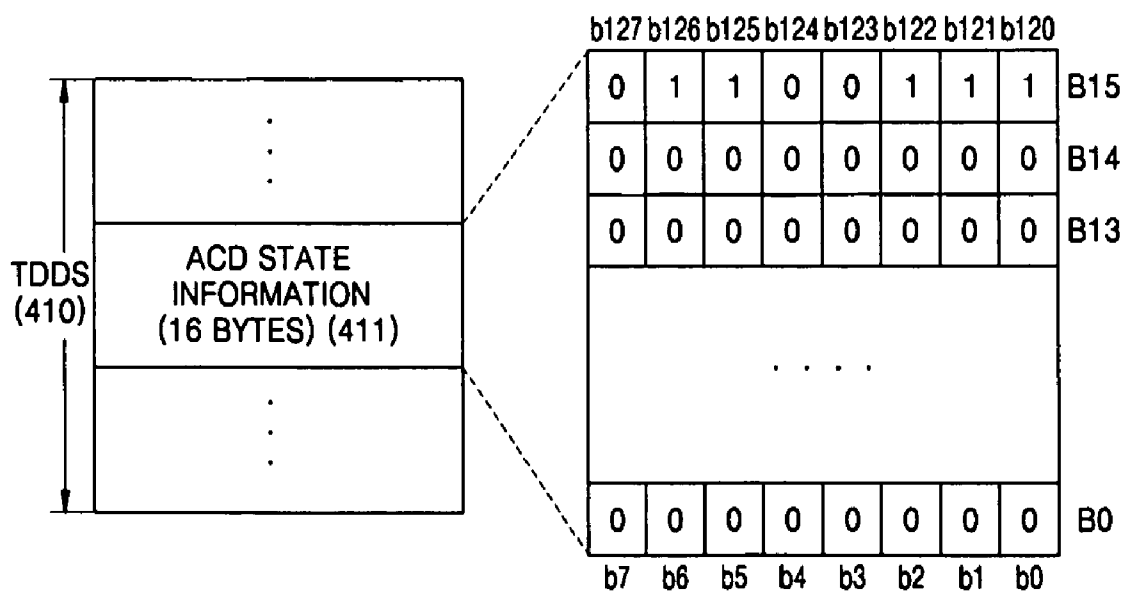 b127 b126 b125 b124 b123 b122 b121 b120
0 1 1 0 0 1 1 1 B15
0 0 0 0 0 0 0 0 B14
0 0 0 0 0 0 0 0 B13
TDDS
(410)
ACD STATE
INFORMATION
(16 BYTES) (411)
0 0 0 0 0 0 0 0 B0
b7 b6 b5 b4 b3 b2 b1 b0